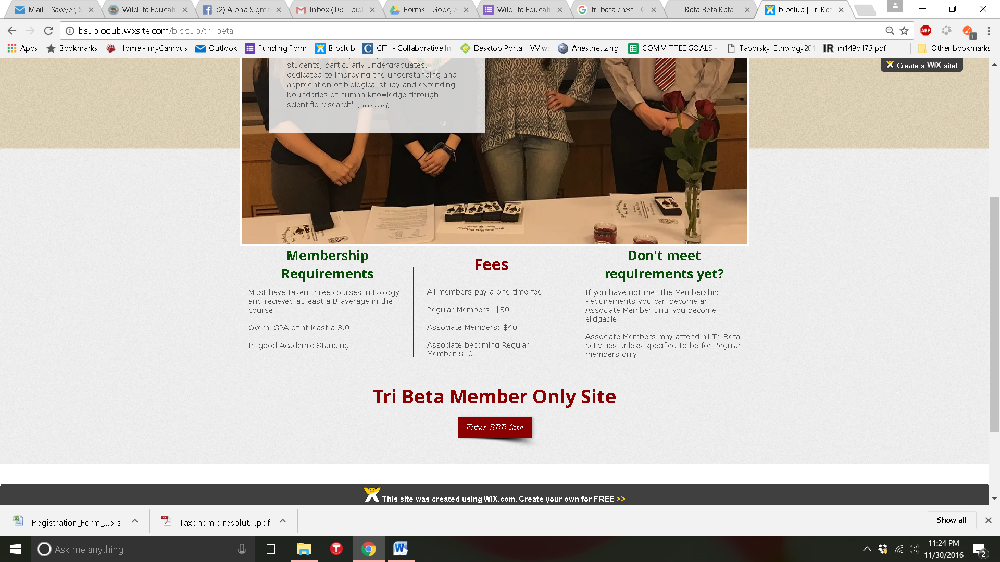 Mail - Sawyer, S
Wildlife Educati
(2) Alpha Sigma
Inbox (16) - biol
Forms - Google
Wildlife Educati
tri beta crest - G
Beta Beta Beta -
bioclub | Tri Bet
bsubiodub.wixsite.com/biodub/tri-beta
ABP
1
Apps
Bookmarks
Home - myCampus
Outlook
Funding Form
Bioclub
CITI - Collaborative In
Desktop Portal | VMwa
Anesthetizing
COMMITTEE GOALS -
Taborsky_Ethology201
IR m149p173.pdf
Other bookmarks
Create a WiX site!
students, particularly undergraduates,
dedicated to improving the understanding and
appreciation of biological study and extending
boundaries of human knowledge through
scientific research" (Tribeta.org)
Membership
Requirements
Must have taken three courses in Biology
and recieved at least a B average in the
course
Overal GPA of at least a 3.0
In good Academic Standing
Fees
All members pay a one time fee:
Regular Members: $50
Associate Members: $40
Associate becoming Regular
Member:$10
Don't meet
requirements yet?
If you have not met the Membership
Requirements you can become an
Associate Member until you become
elidgable.
Associate Members may attend all Tri Beta
activities unless specified to be for Regular
members only.
Tri Beta Member Only Site
Enter BBB Site
This site was created using WIX.com. Create your own for FREE >>
Registration_Form_....xls
Taxonomic resolut....pdf
Show all
Ask me anything
11:24 PM
11/30/2016
2